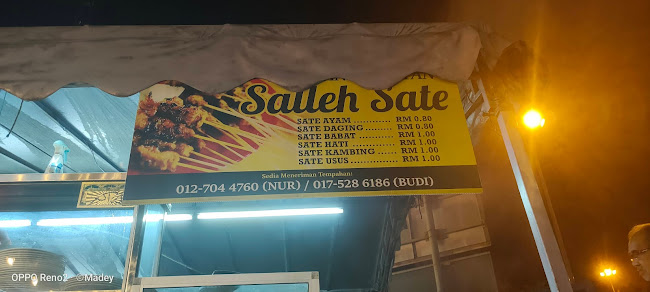 Salleh Sate
SATE AYAM ............ RM 0.80
SATE DAGING .......... RM 0.80
SATE BABAT ........... RM 1.00
SATE HATI ............ RM 1.00
SATE KAMBING ......... RM 1.00
SATE USUS ............ RM 1.00
Sedia Menerima Tempahan:
012-704 4760 (NUR) / 017-528 6186 (BUDI)
OPPO Reno2 ©Madey